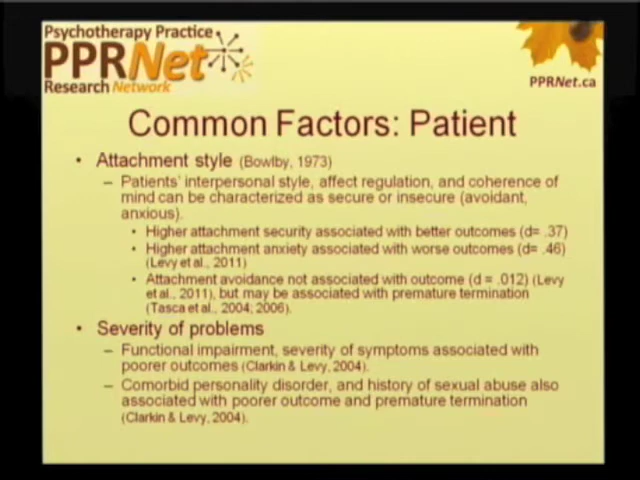 Psychotherapy Practice
PPRNet
Research Network
PPRNet.ca
Common Factors: Patient
• Attachment style (Bowlby, 1973)
– Patients' interpersonal style, affect regulation, and coherence of
mind can be characterized as secure or insecure (avoidant,
anxious).
• Higher attachment security associated with better outcomes (d= .37)
• Higher attachment anxiety associated with worse outcomes (d= .46)
(Levy et al., 2011)
• Attachment avoidance not associated with outcome (d = .012) (Levy
et al., 2011), but may be associated with premature termination
(Tasca et al., 2004; 2006).
• Severity of problems
– Functional impairment, severity of symptoms associated with
poorer outcomes (Clarkin & Levy, 2004).
– Comorbid personality disorder, and history of sexual abuse also
associated with poorer outcome and premature termination
(Clarkin & Levy, 2004).